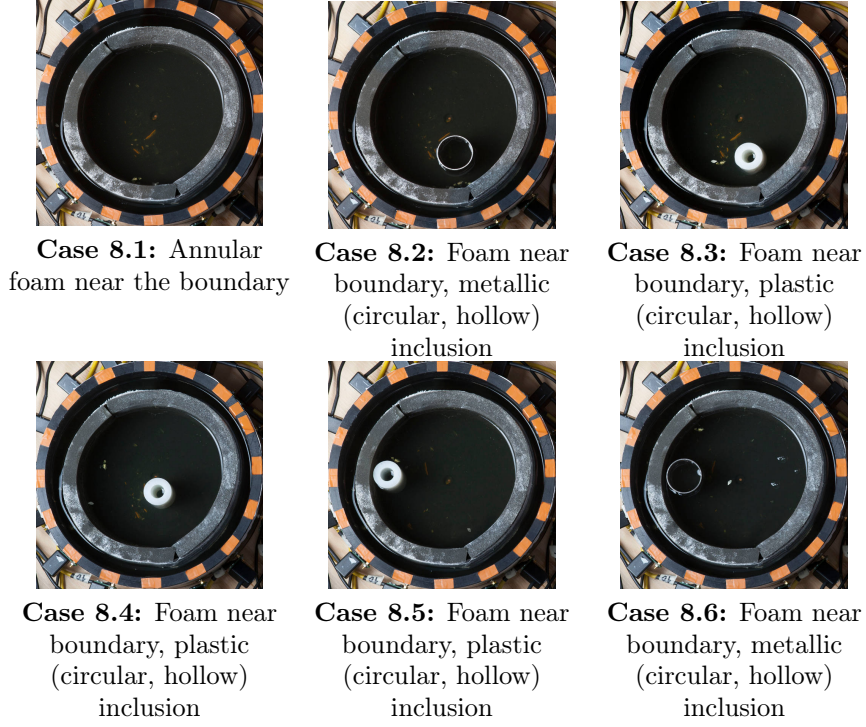 Case 8.1: Annular
foam near the boundary
Case 8.2: Foam near
boundary, metallic
(circular, hollow)
inclusion
Case 8.3: Foam near
boundary, plastic
(circular, hollow)
inclusion
Case 8.4: Foam near
boundary, plastic
(circular, hollow)
inclusion
Case 8.5: Foam near
boundary, plastic
(circular, hollow)
inclusion
Case 8.6: Foam near
boundary, metallic
(circular, hollow)
inclusion